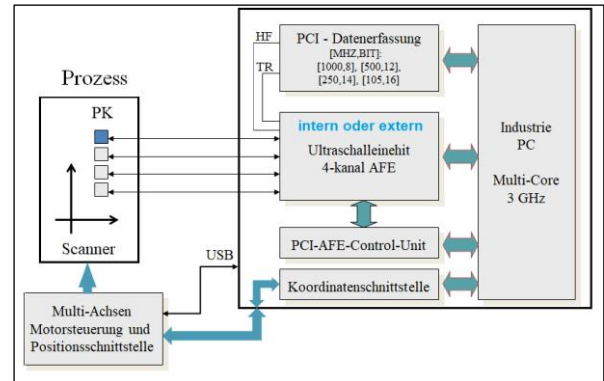 Prozess
PK
Scanner
Multi-Achsen
Motorsteuerung und
Positionsschnittstelle
USB
HF
TR
PCI - Datenerfassung
[MHZ,BIT]:
[1000,8], [500,12],
[250,14], [105,16]
intern oder extern
Ultraschalleinehit
4-kanal AFE
PCI-AFE-Control-Unit
Koordinatenschnittstelle
Industrie
PC
Multi-Core
3 GHz